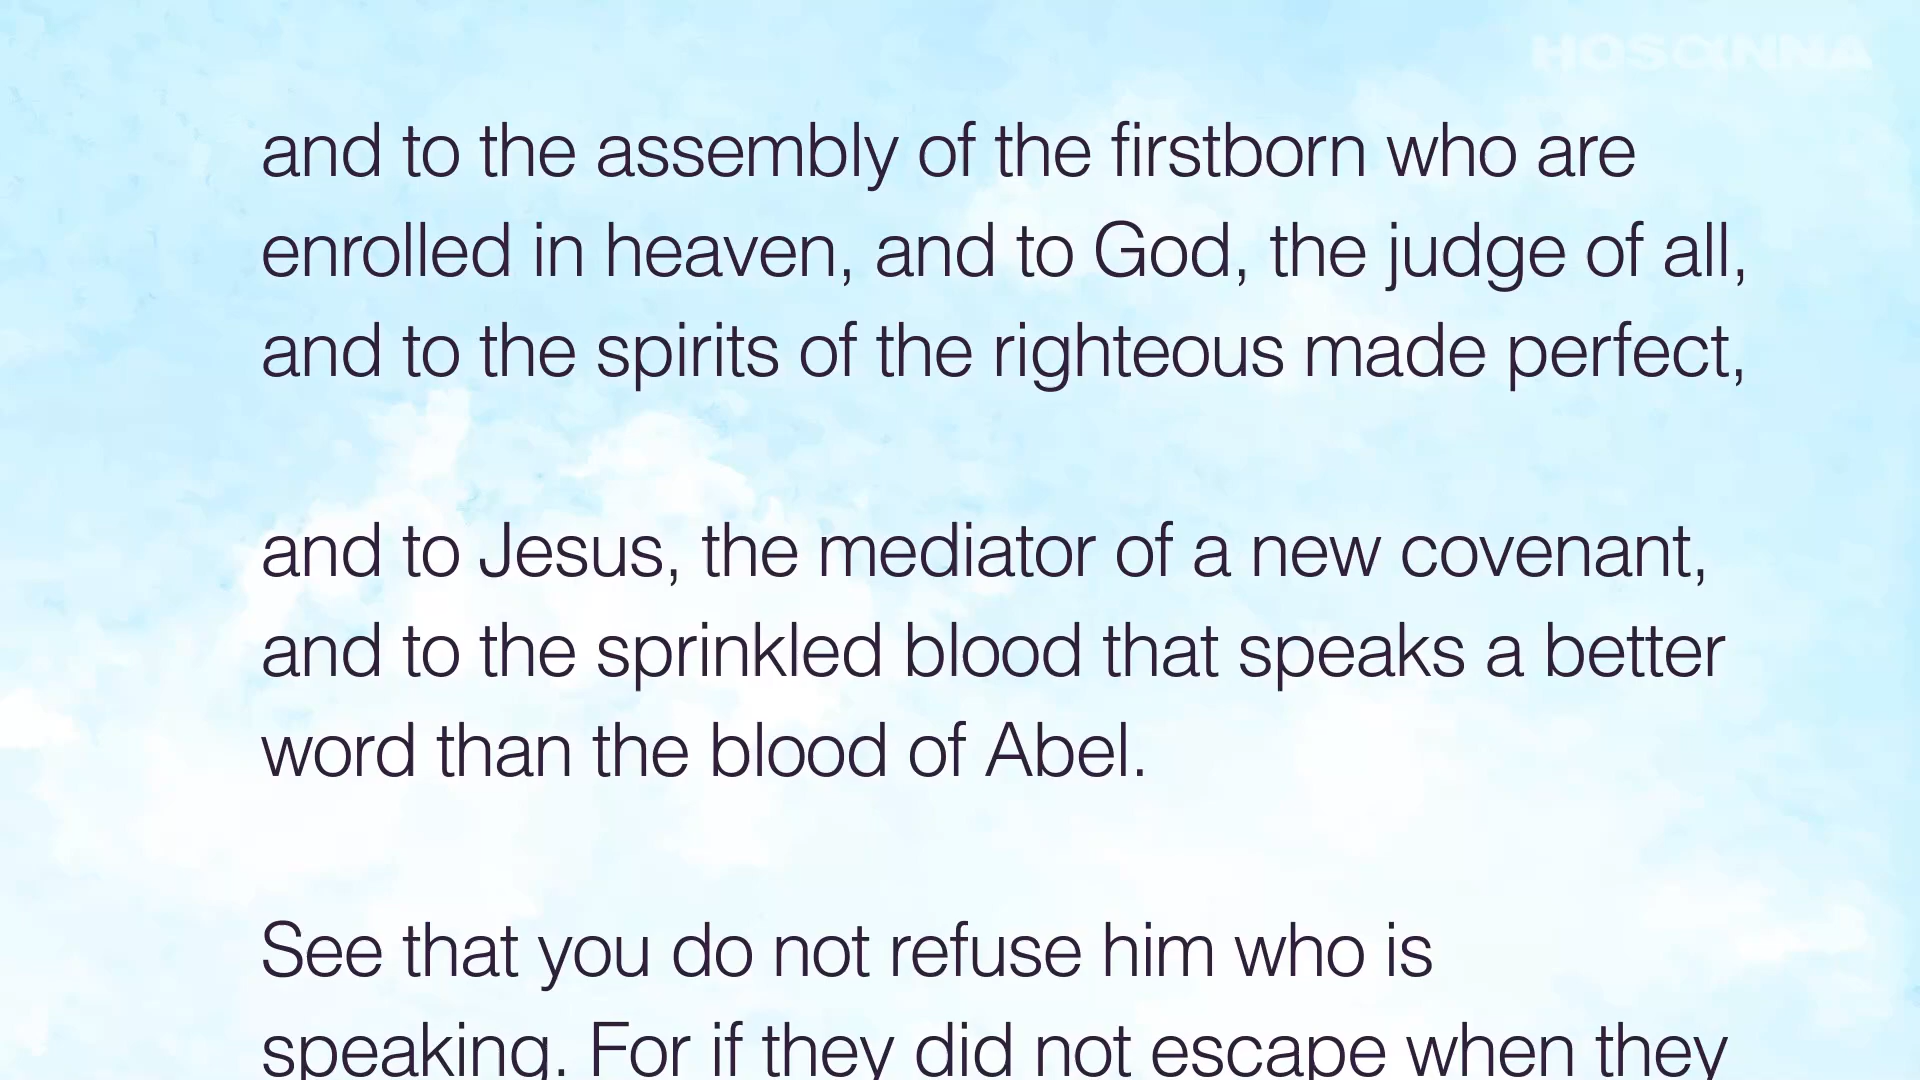 HOSANNA
and to the assembly of the firstborn who are
enrolled in heaven, and to God, the judge of all,
and to the spirits of the righteous made perfect,
and to Jesus, the mediator of a new covenant,
and to the sprinkled blood that speaks a better
word than the blood of Abel.
See that you do not refuse him who is
speaking. For if they did not escape when they